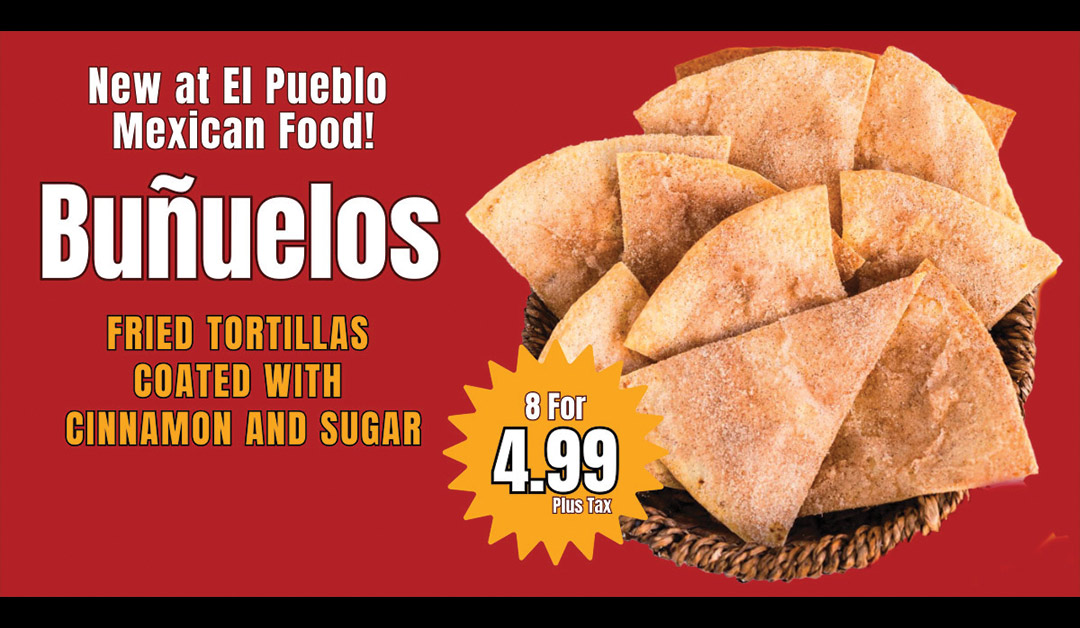 New at El Pueblo
Mexican Food!
Buñuelos
FRIED TORTILLAS
COATED WITH
CINNAMON AND SUGAR
8 For
4.99
Plus Tax